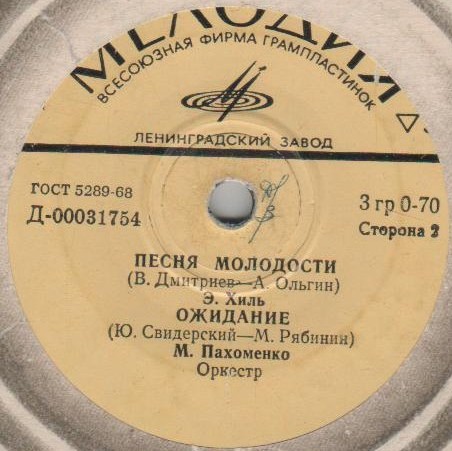 МЕЛОДИЯ
ВСЕСОЮЗНАЯ ФИРМА ГРАМПЛАСТИНОК
ЛЕНИНГРАДСКИЙ ЗАВОД
ГОСТ 5289-68
Д-00031754
3 гр 0-70
Сторона 2
ПЕСНЯ МОЛОДОСТИ
(В. Дмитриев—А. Ольгин)
Э. Хиль
ОЖИДАНИЕ
(Ю. Свидерский—М. Рябинин)
М. Пахоменко
Оркестр